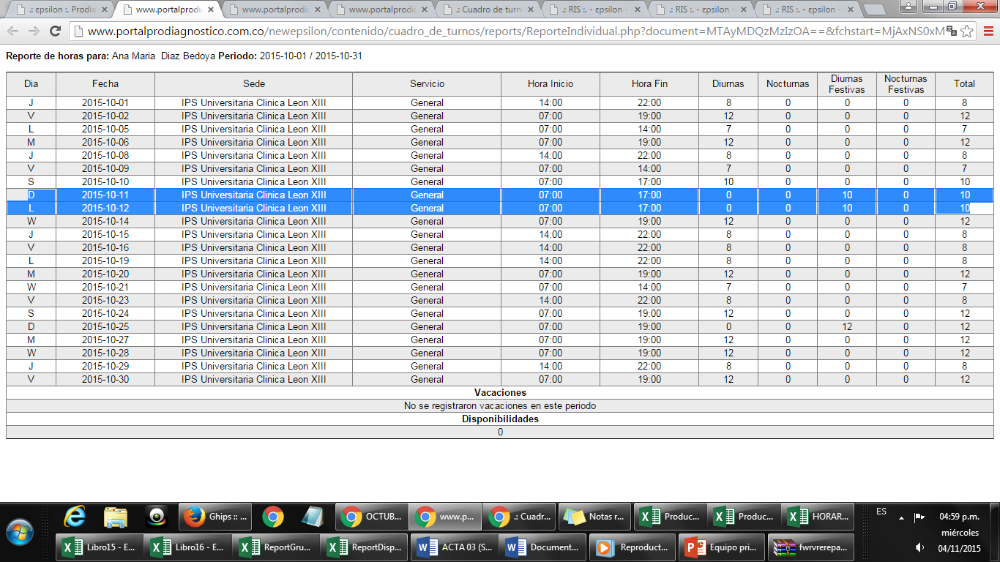 .: εpsilon :. Prodia
www.portalprodi
www.portalprodi
www.portalprodi
.: Cuadro de turn
.: RIS :. - εpsilon -
.: RIS :. - εpsilon -
.: RIS :. - εpsilon -
www.portalprodiagnostico.com.co/newepsilon/contenido/cuadro_de_turnos/reports/ReporteIndividual.php?document=MTAyMDQzMzIzOA==&fchstart=MjAxNS0xM
Reporte de horas para: Ana Maria Diaz Bedoya Periodo: 2015-10-01 / 2015-10-31
Dia Fecha Sede Servicio Hora Inicio Hora Fin Diurnas Nocturnas Diurnas Festivas Nocturnas Festivas Total
J 2015-10-01 IPS Universitaria Clinica Leon XIII General 14:00 22:00 8 0 0 0 8
V 2015-10-02 IPS Universitaria Clinica Leon XIII General 07:00 19:00 12 0 0 0 12
L 2015-10-05 IPS Universitaria Clinica Leon XIII General 07:00 14:00 7 0 0 0 7
M 2015-10-06 IPS Universitaria Clinica Leon XIII General 07:00 19:00 12 0 0 0 12
J 2015-10-08 IPS Universitaria Clinica Leon XIII General 14:00 22:00 8 0 0 0 8
V 2015-10-09 IPS Universitaria Clinica Leon XIII General 07:00 14:00 7 0 0 0 7
S 2015-10-10 IPS Universitaria Clinica Leon XIII General 07:00 17:00 10 0 0 0 10
D 2015-10-11 IPS Universitaria Clinica Leon XIII General 07:00 17:00 0 0 10 0 10
L 2015-10-12 IPS Universitaria Clinica Leon XIII General 07:00 17:00 0 0 10 0 10
W 2015-10-14 IPS Universitaria Clinica Leon XIII General 07:00 19:00 12 0 0 0 12
J 2015-10-15 IPS Universitaria Clinica Leon XIII General 14:00 22:00 8 0 0 0 8
V 2015-10-16 IPS Universitaria Clinica Leon XIII General 14:00 22:00 8 0 0 0 8
L 2015-10-19 IPS Universitaria Clinica Leon XIII General 14:00 22:00 8 0 0 0 8
M 2015-10-20 IPS Universitaria Clinica Leon XIII General 07:00 19:00 12 0 0 0 12
W 2015-10-21 IPS Universitaria Clinica Leon XIII General 07:00 14:00 7 0 0 0 7
V 2015-10-23 IPS Universitaria Clinica Leon XIII General 14:00 22:00 8 0 0 0 8
S 2015-10-24 IPS Universitaria Clinica Leon XIII General 07:00 19:00 12 0 0 0 12
D 2015-10-25 IPS Universitaria Clinica Leon XIII General 07:00 19:00 0 0 12 0 12
M 2015-10-27 IPS Universitaria Clinica Leon XIII General 07:00 19:00 12 0 0 0 12
W 2015-10-28 IPS Universitaria Clinica Leon XIII General 07:00 19:00 12 0 0 0 12
J 2015-10-29 IPS Universitaria Clinica Leon XIII General 14:00 22:00 8 0 0 0 8
V 2015-10-30 IPS Universitaria Clinica Leon XIII General 07:00 19:00 12 0 0 0 12
Vacaciones
No se registraron vacaciones en este periodo
Disponibilidades
0
Ghips :: ...
OCTUB...
www.p...
.: Cuadr...
Notas r...
Produc...
Produc...
HORAR...
ES
04:59 p.m.
miércoles
04/11/2015
Libro15 - E...
Libro16 - E...
ReportGru...
ReportDisp...
ACTA 03 (S...
Document...
Reproduct...
Equipo pri...
fwrvrerepa...